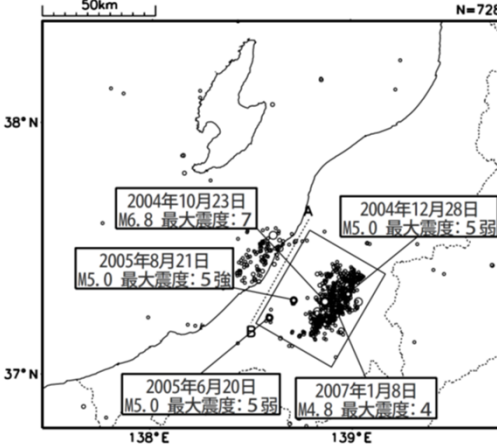 50km
N=728
38°N
A
2004年10月23日
M6.8 最大震度:7
2004年12月28日
M5.0 最大震度:5弱
2005年8月21日
M5.0 最大震度:5強
B
37°N
2005年6月20日
M5.0 最大震度:5弱
2007年1月8日
M4.8 最大震度:4
138°E
139°E